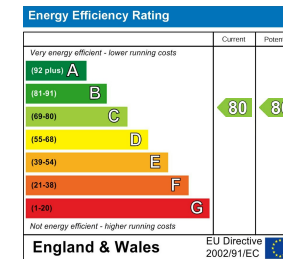 Energy Efficiency Rating
Current Poten
Very energy efficient - lower running costs
(92 plus) A
(81-91) B
(69-80) C
80 80
(55-68) D
(39-54) E
(21-38) F
(1-20) G
Not energy efficient - higher running costs
England & Wales
EU Directive
2002/91/EC